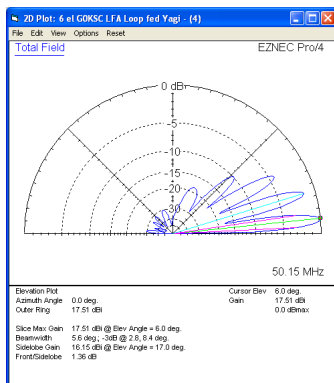 2D Plot: 6 el G0KSC LFA Loop fed Yagi - (4)
File Edit View Options Reset
Total Field
EZNEC Pro/4
0 dB
-5
-10
-15
-20
-30
50.15 MHz
Elevation Plot
Cursor Elev 6.0 deg.
Azimuth Angle 0.0 deg.
Gain 17.51 dBi
Outer Ring 17.51 dBi
0.0 dBmax
Slice Max Gain 17.51 dBi @ Elev Angle = 6.0 deg.
Beamwidth 5.6 deg.; -3dB @ 2.8, 8.4 deg.
Sidelobe Gain 16.15 dBi @ Elev Angle = 17.0 deg.
Front/Sidelobe 1.36 dB